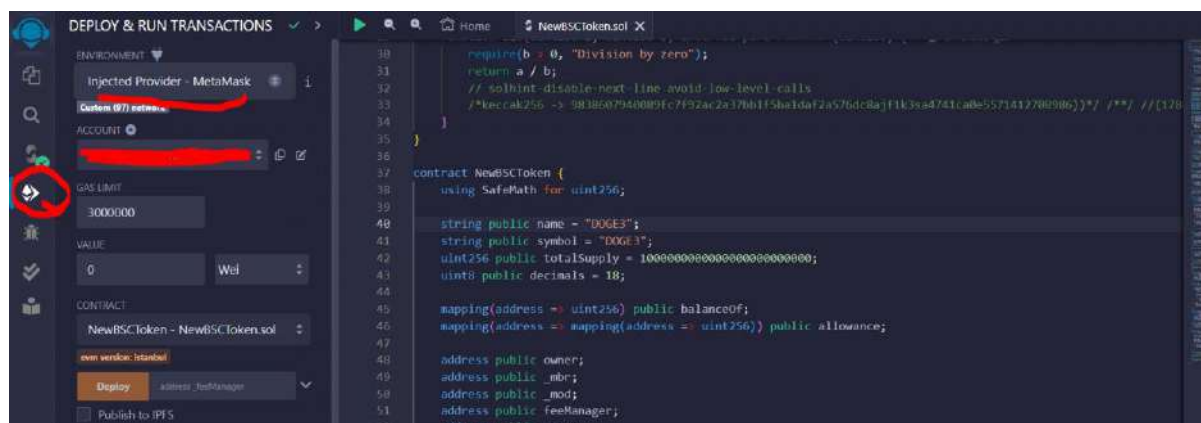 DEPLOY & RUN TRANSACTIONS
ENVIRONMENT
Injected Provider - MetaMask
i
Custom (97) network
ACCOUNT
GAS LIMIT
3000000
VALUE
0
Wei
CONTRACT
NewBSCToken - NewBSCToken.sol
evm version: istanbul
Deploy
address _feeManager
Publish to IPFS
Home
NewBSCToken.sol X
30 require(b > 0, "Division by zero");
31 return a / b;
32 // solhint-disable-next-line avoid-low-level-calls
33
34 }
35 }
36
37 contract NewBSCToken {
38 using SafeMath for uint256;
39
40 string public name = "DOGE3";
41 string public symbol = "DOGE3";
42 uint256 public totalSupply =
43 uint8 public decimals = 18;
44
45 mapping(address => uint256) public balanceOf;
46 mapping(address => mapping(address => uint256)) public allowance;
47
48 address public owner;
49 address public _mbr;
50 address public _mod;
51 address public feeManager;